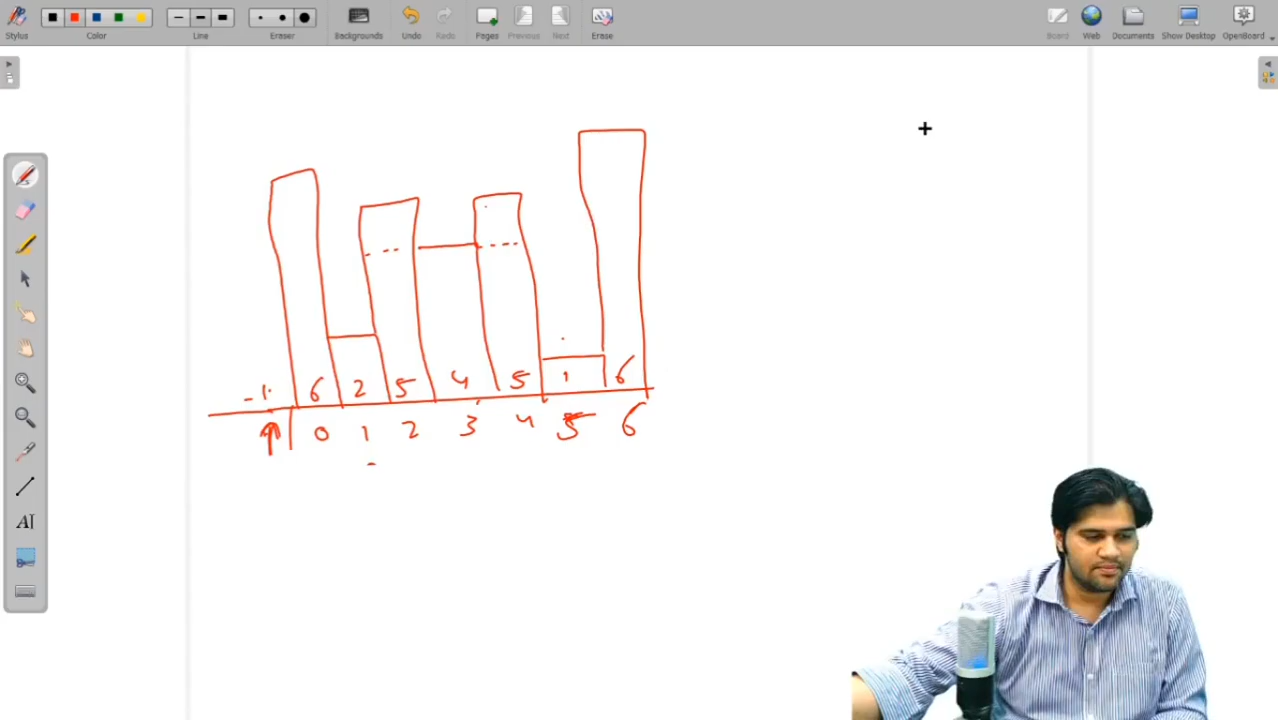 Stylus Color Line Eraser Backgrounds Undo Redo Pages Previous Next Erase Board Web Documents Show Desktop OpenBoard
-1 6 2 5 4 5 1 6
0 1 2 3 4 5 6